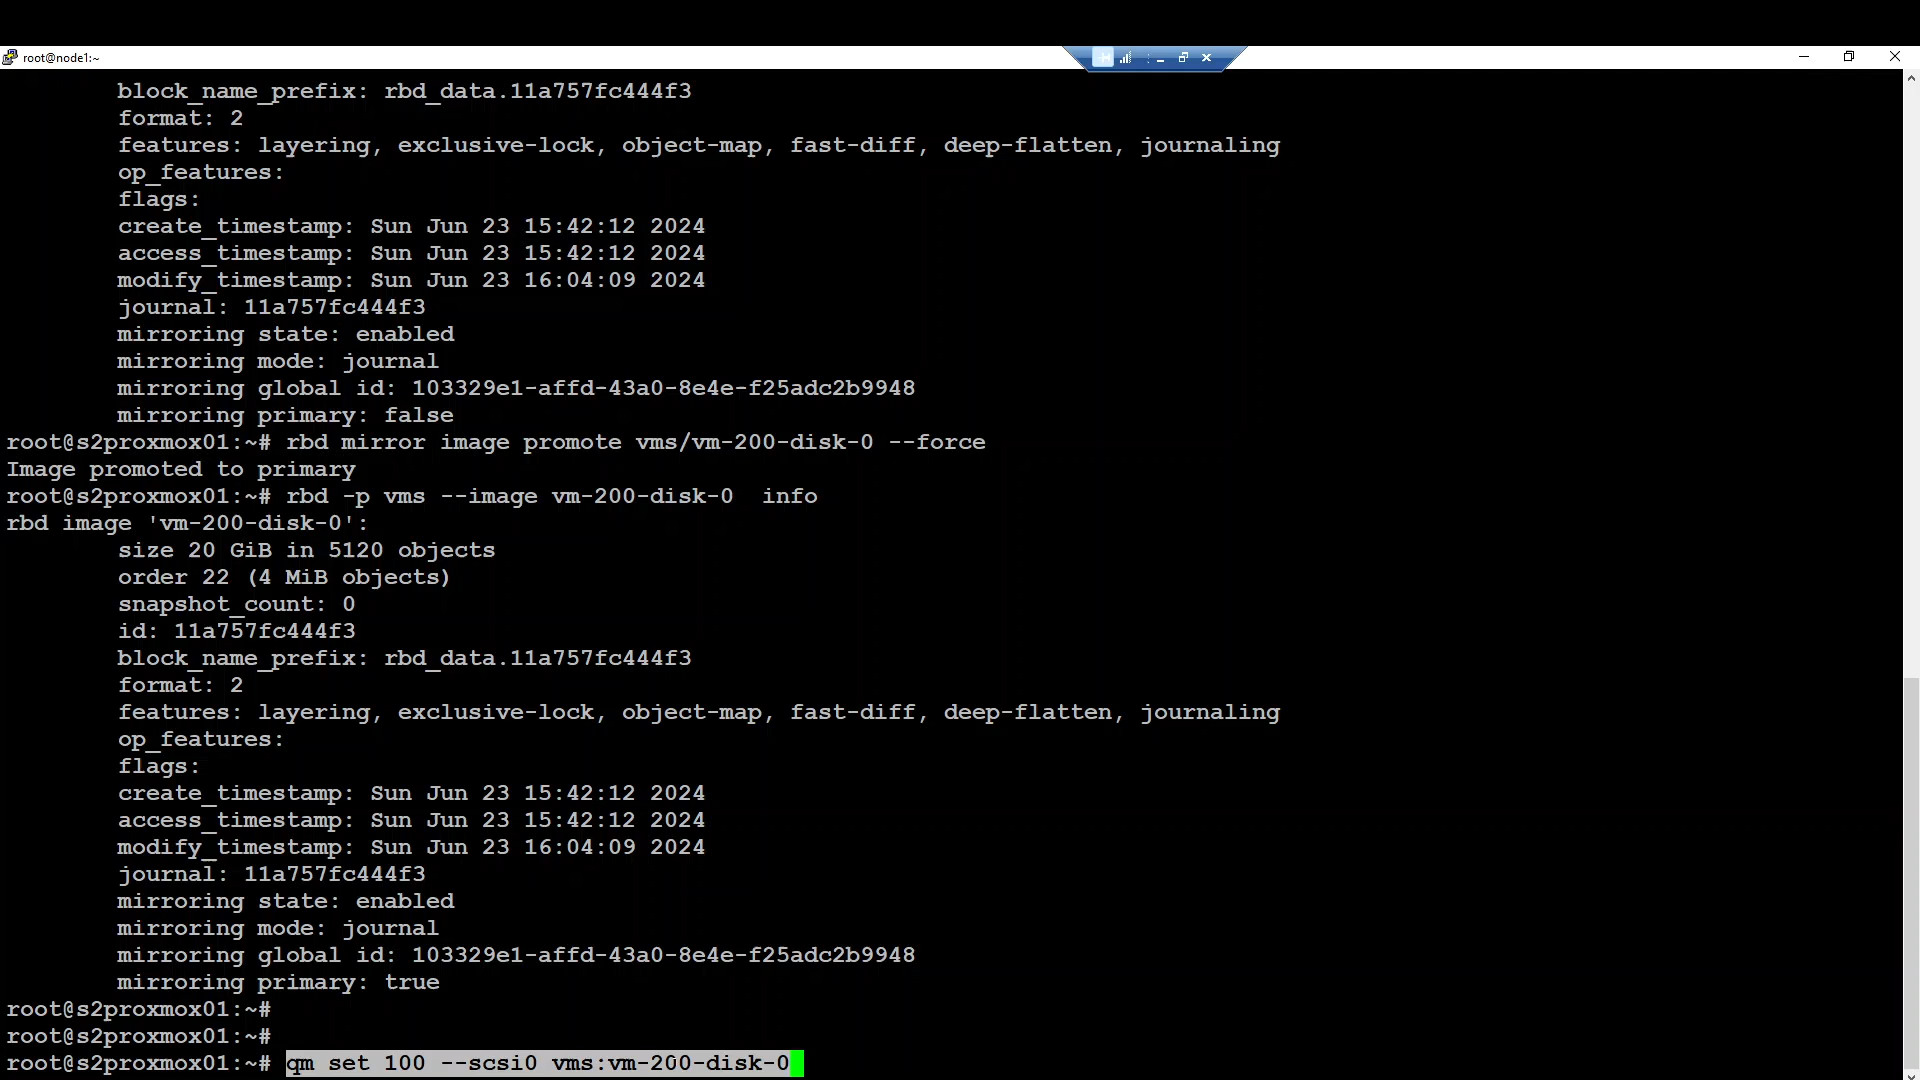 root@node1:~
block_name_prefix: rbd_data.11a757fc444f3
format: 2
features: layering, exclusive-lock, object-map, fast-diff, deep-flatten, journaling
op_features:
flags:
create_timestamp: Sun Jun 23 15:42:12 2024
access_timestamp: Sun Jun 23 15:42:12 2024
modify_timestamp: Sun Jun 23 16:04:09 2024
journal: 11a757fc444f3
mirroring state: enabled
mirroring mode: journal
mirroring global id: 103329e1-affd-43a0-8e4e-f25adc2b9948
mirroring primary: false
root@s2proxmox01:~# rbd mirror image promote vms/vm-200-disk-0 --force
Image promoted to primary
root@s2proxmox01:~# rbd -p vms --image vm-200-disk-0  info
rbd image 'vm-200-disk-0':
size 20 GiB in 5120 objects
order 22 (4 MiB objects)
snapshot_count: 0
id: 11a757fc444f3
block_name_prefix: rbd_data.11a757fc444f3
format: 2
features: layering, exclusive-lock, object-map, fast-diff, deep-flatten, journaling
op_features:
flags:
create_timestamp: Sun Jun 23 15:42:12 2024
access_timestamp: Sun Jun 23 15:42:12 2024
modify_timestamp: Sun Jun 23 16:04:09 2024
journal: 11a757fc444f3
mirroring state: enabled
mirroring mode: journal
mirroring global id: 103329e1-affd-43a0-8e4e-f25adc2b9948
mirroring primary: true
root@s2proxmox01:~#
root@s2proxmox01:~#
root@s2proxmox01:~# qm set 100 --scsi0 vms:vm-200-disk-0